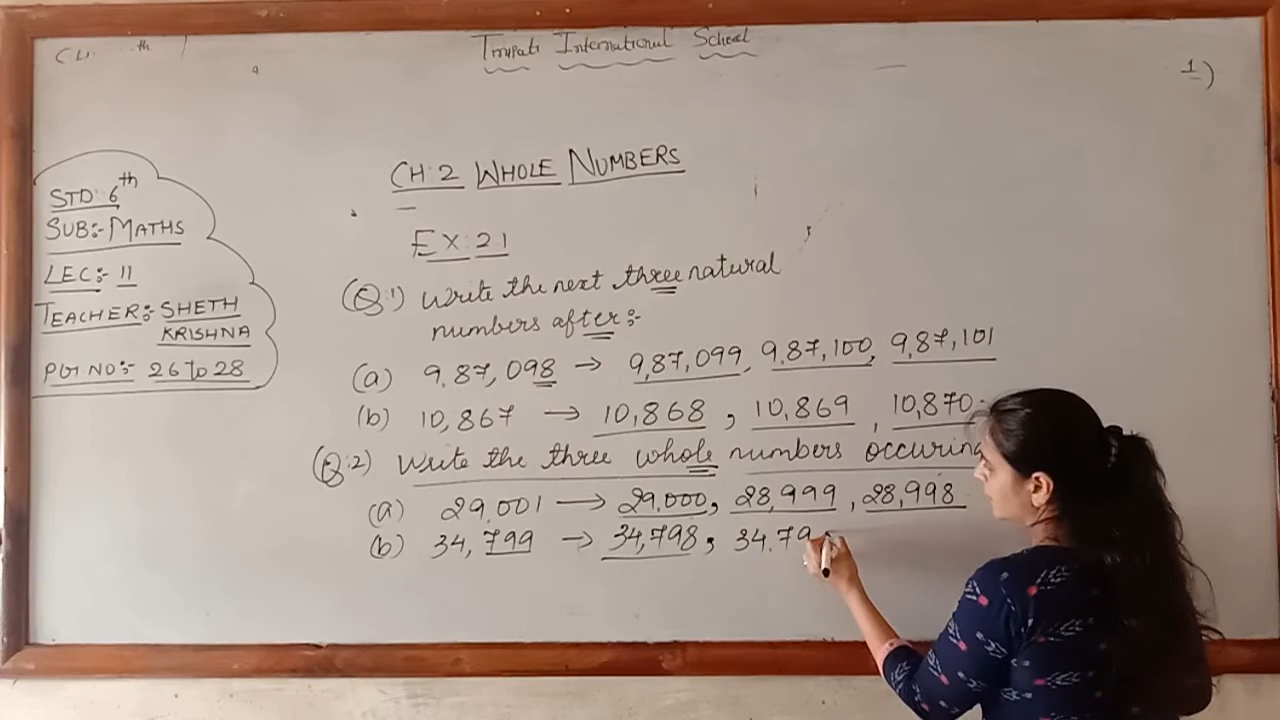 International School
1)
STD: 6th
SUB:- MATHS
LEC:- 11
TEACHER:- SHETH
KRISHNA
PG NO:- 26 to 28
CH:2 WHOLE NUMBERS
EX:2.1
(Q:1) Write the next three natural
numbers after:-
(a) 9,87,098 → 9,87,099, 9,87,100, 9,87,101
(b) 10,867 → 10,868, 10,869, 10,870.
(Q:2) Write the three whole numbers occuring
(a) 29,001 → 29,000, 28,999, 28,998
(b) 34,799 → 34,798, 34,79